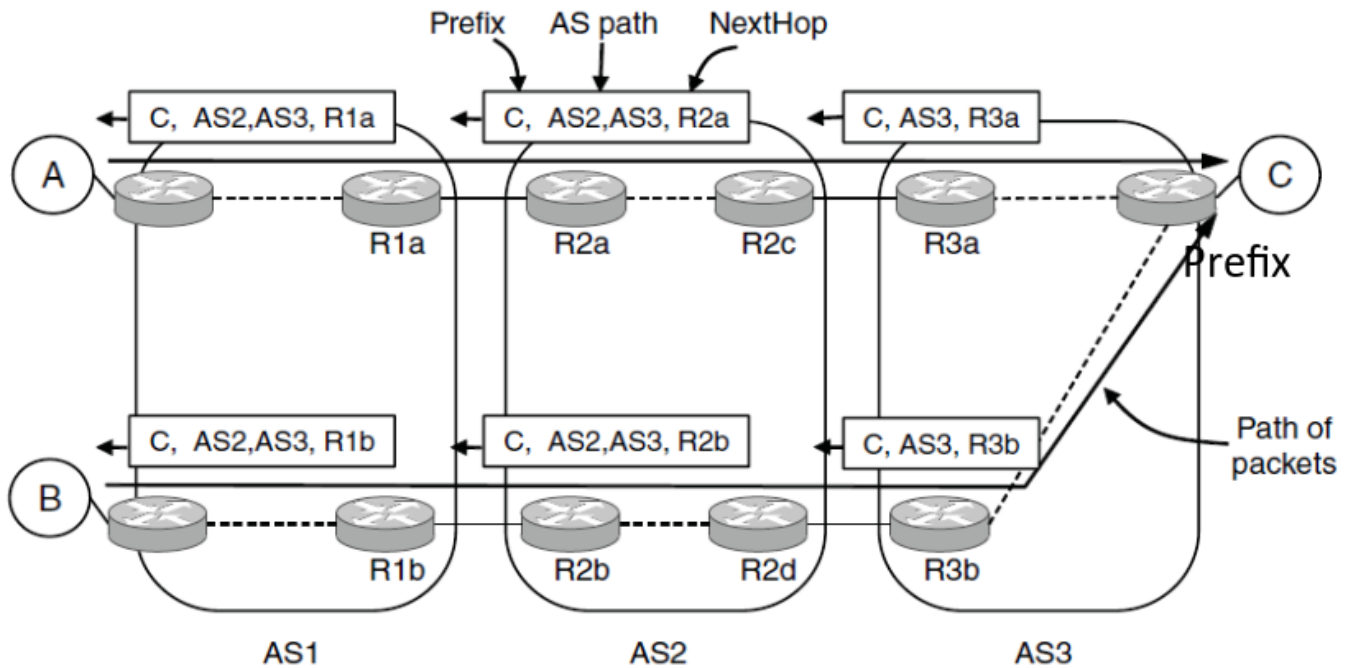 Prefix AS path NextHop
C, AS2,AS3, R1a
C, AS2,AS3, R2a
C, AS3, R3a
A
C
R1a
R2a
R2c
R3a
Prefix
C, AS2,AS3, R1b
C, AS2,AS3, R2b
C, AS3, R3b
Path of
packets
B
R1b
R2b
R2d
R3b
AS1
AS2
AS3